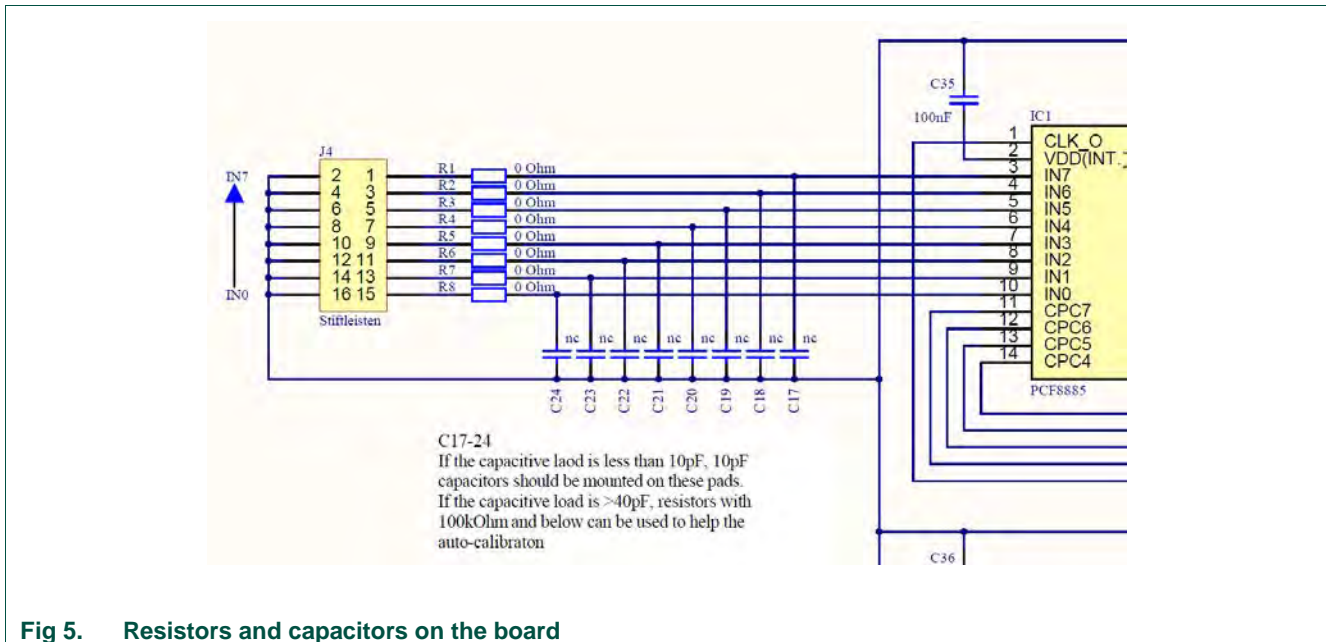 C35
100nF
IC1
1 CLK_O
2 VDD(INT.
3 IN7
4 IN6
5 IN5
6 IN4
7 IN3
8 IN2
9 IN1
10 IN0
11 CPC7
12 CPC6
13 CPC5
14 CPC4
PCF8885
J4
IN7
IN0
2 1
4 3
6 5
8 7
10 9
12 11
14 13
16 15
Stiftleisten
R1 0 Ohm
R2 0 Ohm
R3 0 Ohm
R4 0 Ohm
R5 0 Ohm
R6 0 Ohm
R7 0 Ohm
R8 0 Ohm
nc nc nc nc nc nc nc nc
C24 C23 C22 C21 C20 C19 C18 C17
C17-24
If the capacitive laod is less than 10pF, 10pF
capacitors should be mounted on these pads.
If the capacitive load is >40pF, resistors with
100kOhm and below can be used to help the
auto-calibraton
C36
Fig 5. Resistors and capacitors on the board